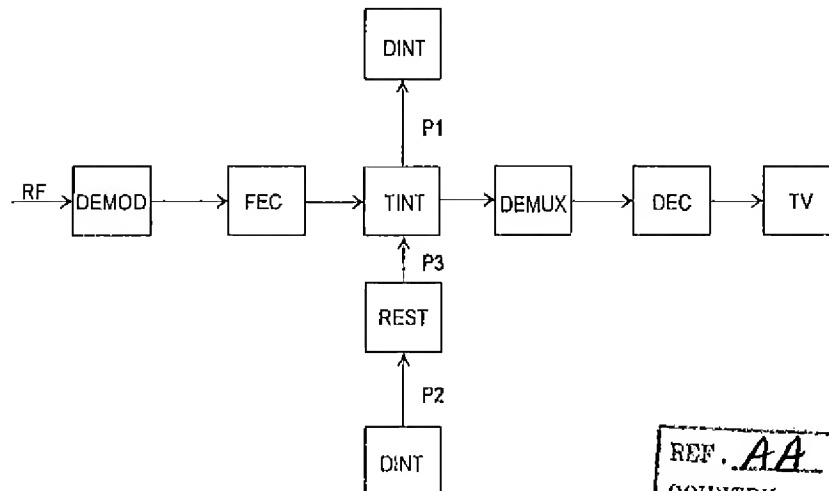 DINT
P1
RF DEMOD FEC TINT DEMUX DEC TV
P3
REST
P2
DINT
REF. AA